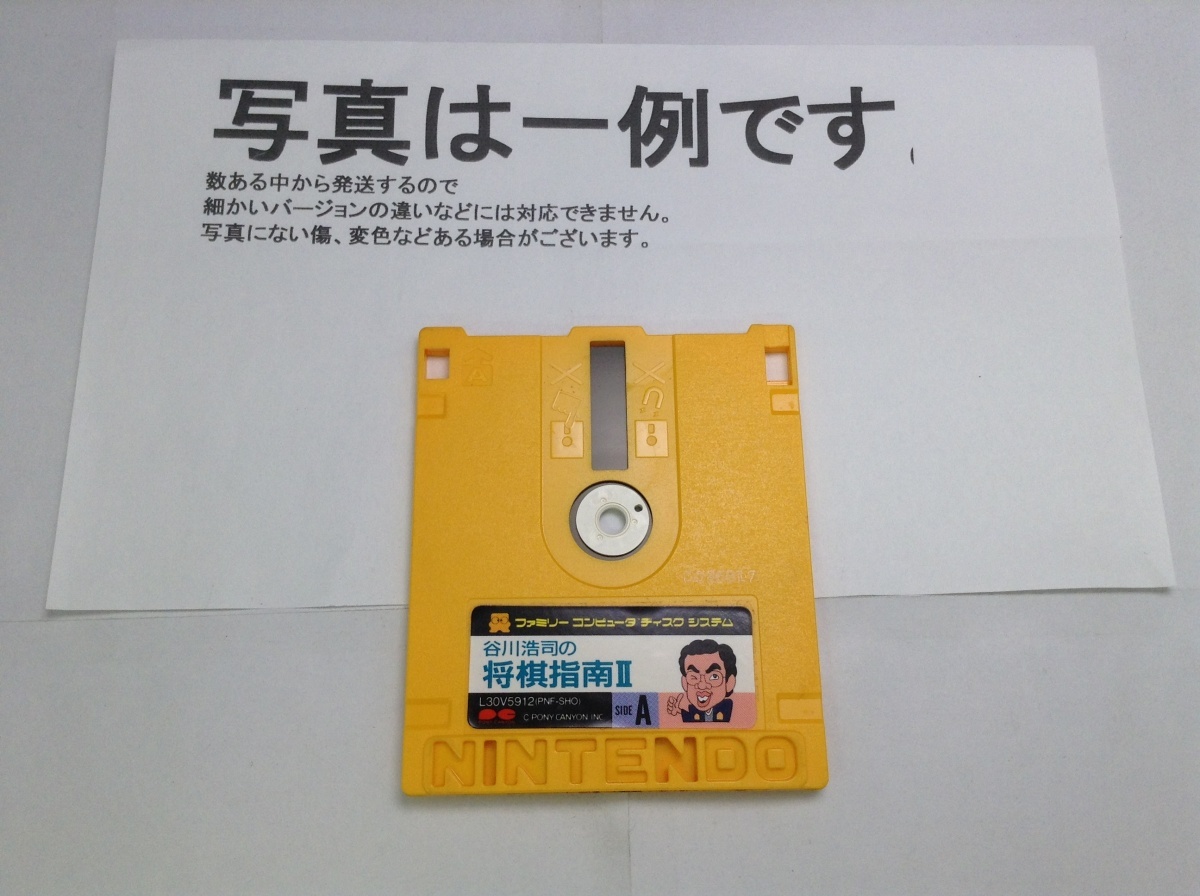 写真は一例です。
数ある中から発送するので
細かいバージョンの違いなどには対応できません。
写真にない傷、変色などある場合がございます。
A
ファミリー コンピュータ ディスク システム
谷川浩司の
将棋指南II
L30V5912(PNF-SHO)
PC
C PONY CANYON INC
SIDE A
NINTENDO